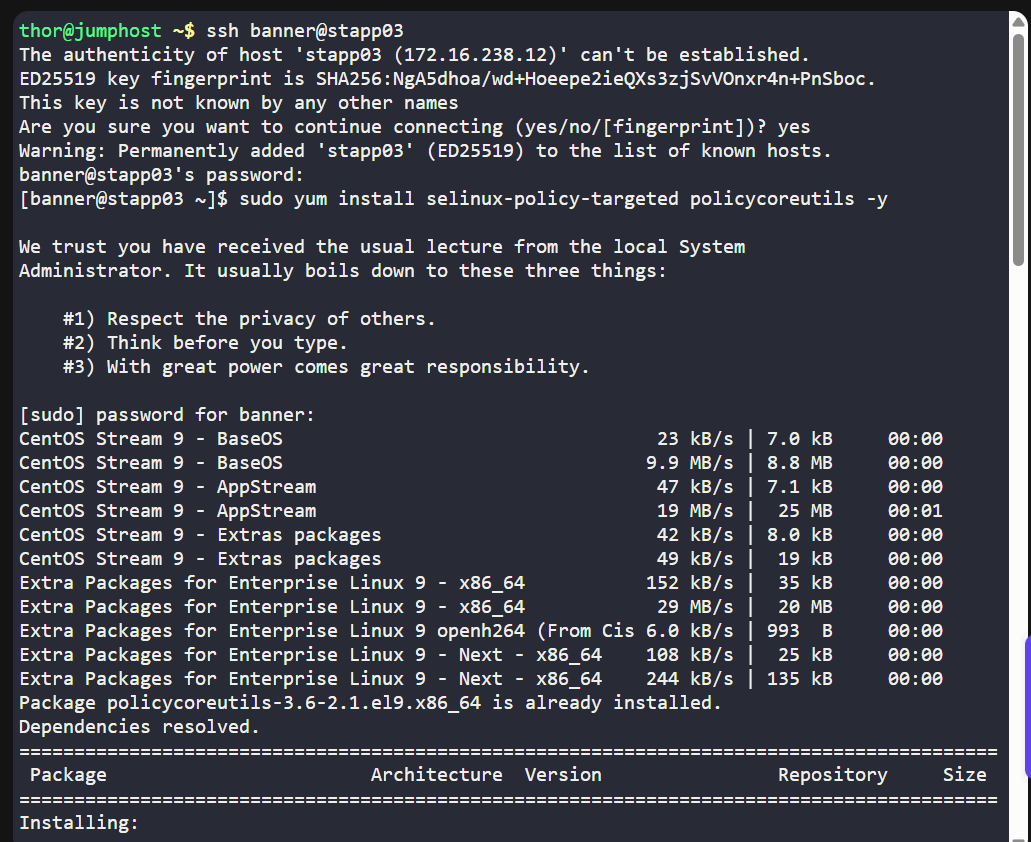 thor@jumphost ~$ ssh banner@stapp03
The authenticity of host 'stapp03 (172.16.238.12)' can't be established.
ED25519 key fingerprint is SHA256:NgA5dhoa/wd+Hoeepe2ieQXs3zjSvVOnxr4n+PnSboc.
This key is not known by any other names
Are you sure you want to continue connecting (yes/no/[fingerprint])? yes
Warning: Permanently added 'stapp03' (ED25519) to the list of known hosts.
banner@stapp03's password:
[banner@stapp03 ~]$ sudo yum install selinux-policy-targeted policycoreutils -y

We trust you have received the usual lecture from the local System
Administrator. It usually boils down to these three things:

    #1) Respect the privacy of others.
    #2) Think before you type.
    #3) With great power comes great responsibility.

[sudo] password for banner:
CentOS Stream 9 - BaseOS                                  23 kB/s | 7.0 kB     00:00
CentOS Stream 9 - BaseOS                                 9.9 MB/s | 8.8 MB     00:00
CentOS Stream 9 - AppStream                               47 kB/s | 7.1 kB     00:00
CentOS Stream 9 - AppStream                               19 MB/s |  25 MB     00:01
CentOS Stream 9 - Extras packages                         42 kB/s | 8.0 kB     00:00
CentOS Stream 9 - Extras packages                         49 kB/s |  19 kB     00:00
Extra Packages for Enterprise Linux 9 - x86_64           152 kB/s |  35 kB     00:00
Extra Packages for Enterprise Linux 9 - x86_64            29 MB/s |  20 MB     00:00
Extra Packages for Enterprise Linux 9 openh264 (From Cis 6.0 kB/s | 993  B     00:00
Extra Packages for Enterprise Linux 9 - Next - x86_64    108 kB/s |  25 kB     00:00
Extra Packages for Enterprise Linux 9 - Next - x86_64    244 kB/s | 135 kB     00:00
Package policycoreutils-3.6-2.1.el9.x86_64 is already installed.
Dependencies resolved.
=========================================================================================
 Package                        Architecture  Version                Repository     Size
=========================================================================================
Installing: